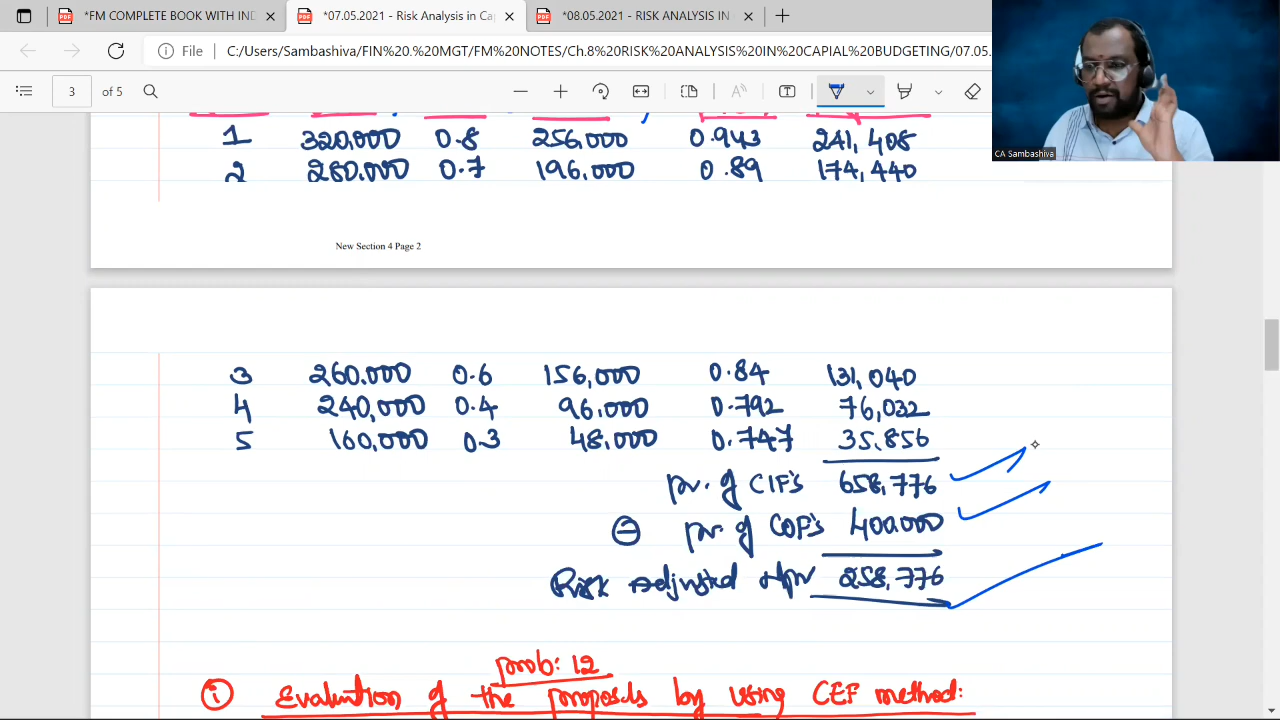 *FM COMPLETE BOOK WITH IND
*07.05.2021 - Risk Analysis in Ca
*08.05.2021 - RISK ANALYSIS IN
File
C:/Users/Sambashiva/FIN%20.%20MGT/FM%20NOTES/Ch.8%20RISK%20ANALYSIS%20IN%20CAPIAL%20BUDGETING/07.05.
3 of 5
CA Sambashiva
1 320,000 0.8 256,000 0.943 241,408
2 280,000 0.7 196,000 0.89 174,440
New Section 4 Page 2
3 260,000 0.6 156,000 0.84 131,040
4 240,000 0.4 96,000 0.792 76,032
5 160,000 0.3 48,000 0.747 35,856
pv. of CIF's 658,776
⊖ pv. of COF's 400000
Risk adjusted npv 258,776
prob: 12
i Evaluation of the proposals by using CEF method: